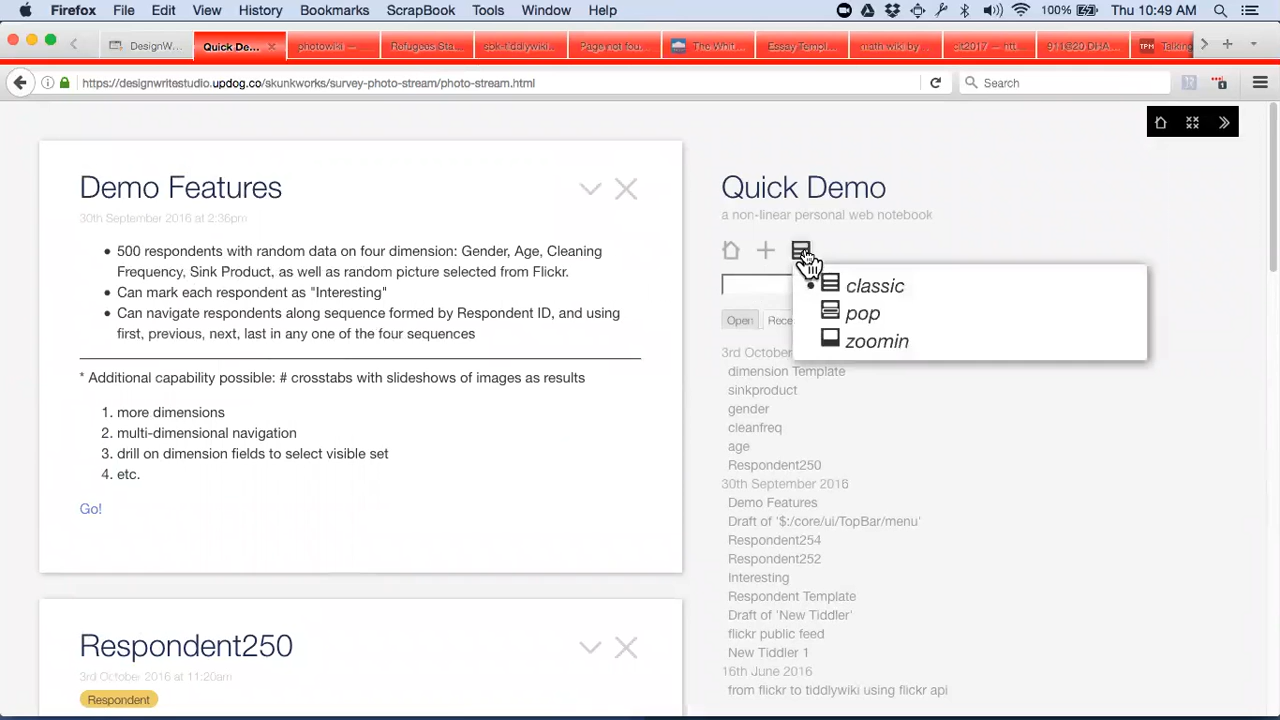 Firefox File Edit View History Bookmarks ScrapBook Tools Window Help 100% Thu 10:49 AM
DesignW... Quick De... photowiki — Refugees Sta... Page not fou... The Whit... Essay Templ... math wiki by ... 911@20 DHA... TPM Talking
https://designwritestudio.updog.co/skunkworks/survey-photo-stream/photo-stream.html Search
Demo Features
30th September 2016 at 2:36pm
• 500 respondents with random data on four dimension: Gender, Age, Cleaning
Frequency, Sink Product, as well as random picture selected from Flickr.
• Can mark each respondent as "Interesting"
• Can navigate respondents along sequence formed by Respondent ID, and using
first, previous, next, last in any one of the four sequences
* Additional capability possible: # crosstabs with slideshows of images as results
1. more dimensions
2. multi-dimensional navigation
3. drill on dimension fields to select visible set
4. etc.
Go!
Respondent250
3rd October 2016 at 11:20am
Respondent
Quick Demo
a non-linear personal web notebook
• classic
pop
zoomin
Open Rece
3rd October
dimension Template
sinkproduct
gender
cleanfreq
age
Respondent250
30th September 2016
Demo Features
Draft of '$:/core/ui/TopBar/menu'
Respondent254
Respondent252
Interesting
Respondent Template
Draft of 'New Tiddler'
flickr public feed
New Tiddler 1
16th June 2016
from flickr to tiddlywiki using flickr api